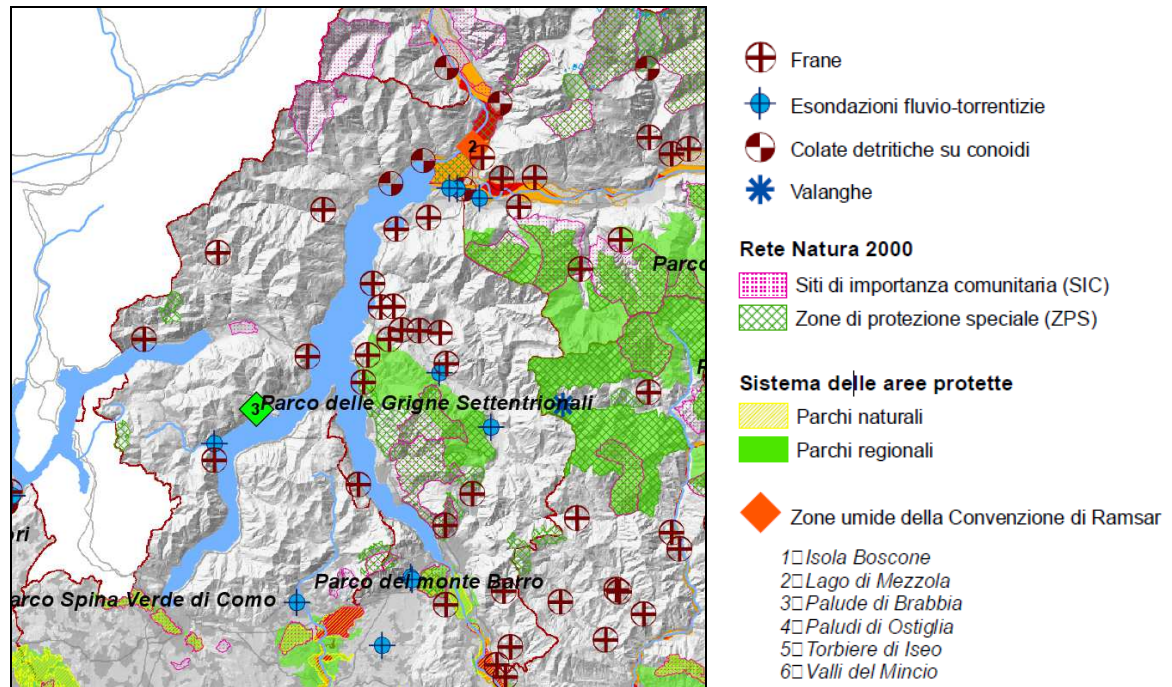 2
Parco
3
Parco delle Grigne Settentrionali
ri
Parco del monte Barro
arco Spina Verde di Como
Frane
Esondazioni fluvio-torrentizie
Colate detritiche su conoidi
Valanghe
Rete Natura 2000
Siti di importanza comunitaria (SIC)
Zone di protezione speciale (ZPS)
Sistema delle aree protette
Parchi naturali
Parchi regionali
Zone umide della Convenzione di Ramsar
1□Isola Boscone
2□Lago di Mezzola
3□Palude di Brabbia
4□Paludi di Ostiglia
5□Torbiere di Iseo
6□Valli del Mincio